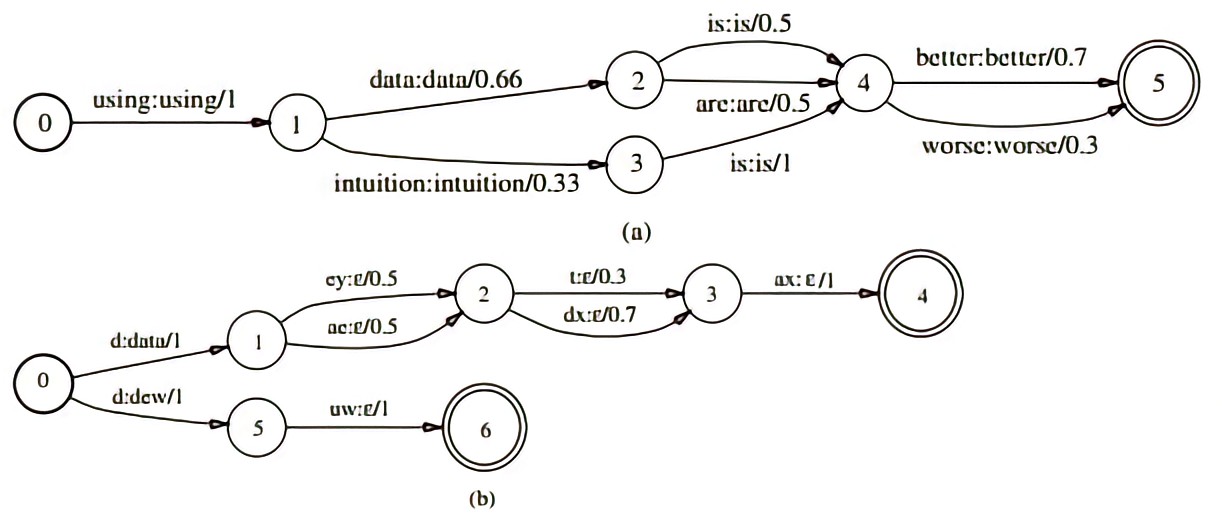 is:is/0.5
data:data/0.66
2
better:better/0.7
using:using/1
0
1
are:are/0.5
4
5
3
worse:worse/0.3
intuition:intuition/0.33
is:is/1
(a)
ey:ε/0.5
2
t:ε/0.3
3
ax: ε /1
4
d:data/1
1
ae:ε/0.5
dx:ε/0.7
0
d:dew/1
5
uw:ε/1
6
(b)